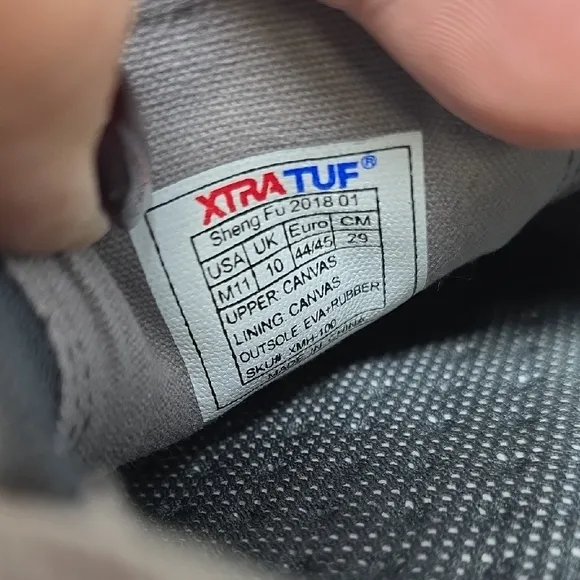 XTRATUF®
Sheng Fu 2018 01
USA UK Euro CM
M11 10 44/45 29
UPPER: CANVAS
LINING: CANVAS
OUTSOLE: EVA+RUBBER
SKU#: XMH-100
MADE IN CHINA